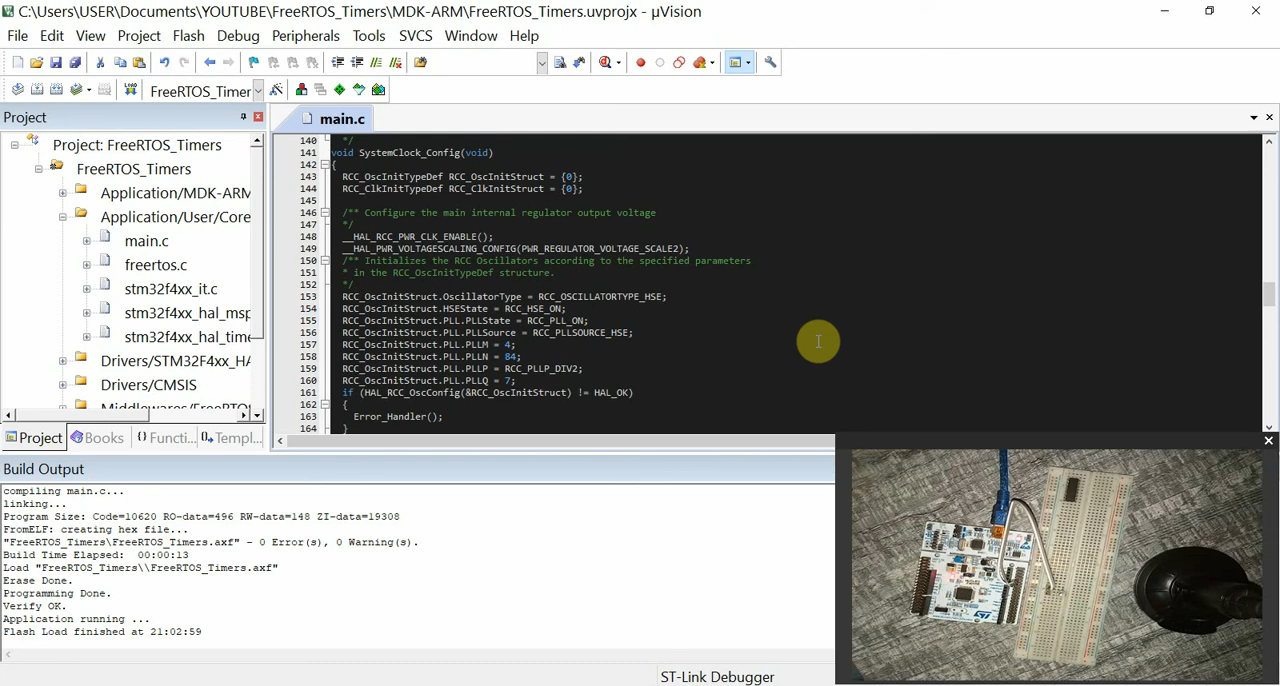 C:\Users\USER\Documents\YOUTUBE\FreeRTOS_Timers\MDK-ARM\FreeRTOS_Timers.uvprojx - µVision
File Edit View Project Flash Debug Peripherals Tools SVCS Window Help
LOAD FreeRTOS_Timer
Project
main.c
Project: FreeRTOS_Timers
FreeRTOS_Timers
Application/MDK-ARM
Application/User/Core
main.c
freertos.c
stm32f4xx_it.c
stm32f4xx_hal_msp
stm32f4xx_hal_time
Drivers/STM32F4xx_HA
Drivers/CMSIS
Middlewares/FreeRTO
Project Books {} Functi... Templ...
140 */
141 void SystemClock_Config(void)
142 {
143 RCC_OscInitTypeDef RCC_OscInitStruct = {0};
144 RCC_ClkInitTypeDef RCC_ClkInitStruct = {0};
145
146 /** Configure the main internal regulator output voltage
147 */
148 __HAL_RCC_PWR_CLK_ENABLE();
149 __HAL_PWR_VOLTAGESCALING_CONFIG(PWR_REGULATOR_VOLTAGE_SCALE2);
150 /** Initializes the RCC Oscillators according to the specified parameters
151 * in the RCC_OscInitTypeDef structure.
152 */
153 RCC_OscInitStruct.OscillatorType = RCC_OSCILLATORTYPE_HSE;
154 RCC_OscInitStruct.HSEState = RCC_HSE_ON;
155 RCC_OscInitStruct.PLL.PLLState = RCC_PLL_ON;
156 RCC_OscInitStruct.PLL.PLLSource = RCC_PLLSOURCE_HSE;
157 RCC_OscInitStruct.PLL.PLLM = 4;
158 RCC_OscInitStruct.PLL.PLLN = 84;
159 RCC_OscInitStruct.PLL.PLLP = RCC_PLLP_DIV2;
160 RCC_OscInitStruct.PLL.PLLQ = 7;
161 if (HAL_RCC_OscConfig(&RCC_OscInitStruct) != HAL_OK)
162 {
163 Error_Handler();
164 }
Build Output
compiling main.c...
linking...
Program Size: Code=10620 RO-data=496 RW-data=148 ZI-data=19308
FromELF: creating hex file...
"FreeRTOS_Timers\FreeRTOS_Timers.axf" - 0 Error(s), 0 Warning(s).
Build Time Elapsed:  00:00:13
Load "FreeRTOS_Timers\\FreeRTOS_Timers.axf"
Erase Done.
Programming Done.
Verify OK.
Application running ...
Flash Load finished at 21:02:59
ST-Link Debugger